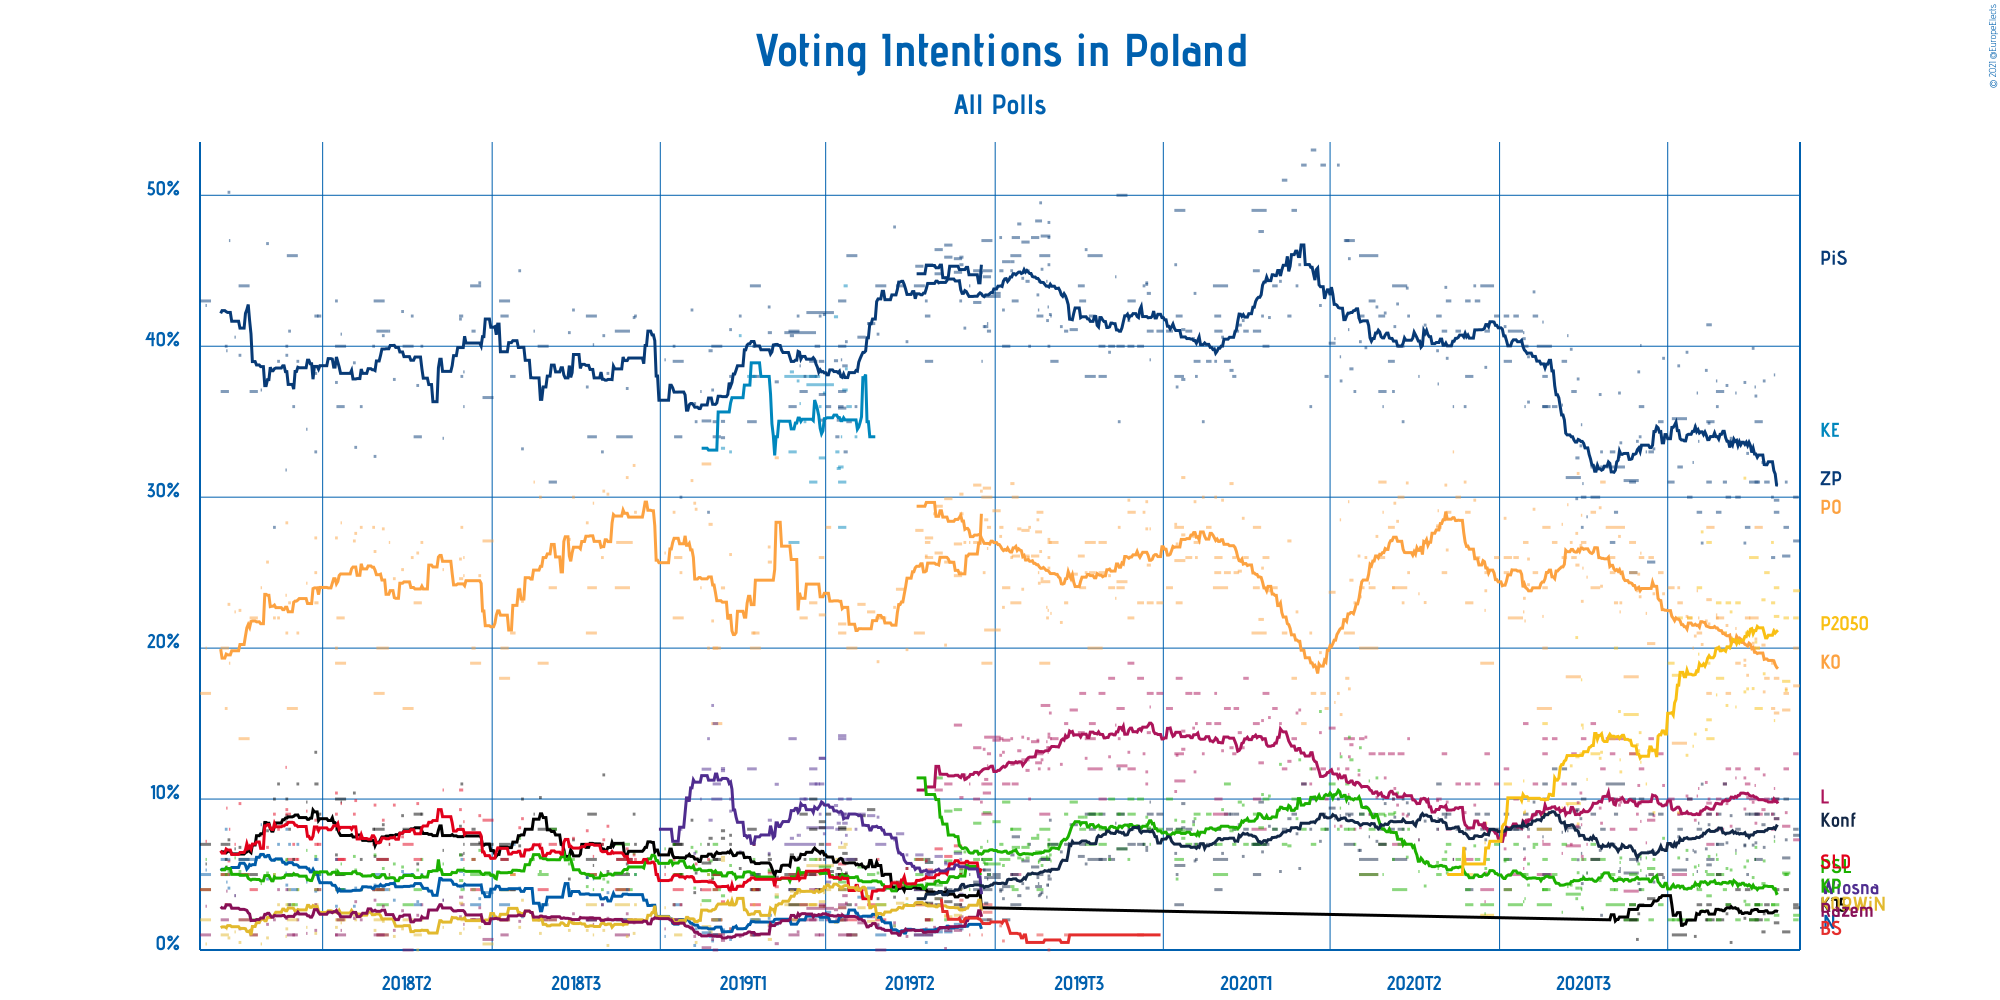 Voting Intentions in Poland
All Polls
© 2021 @EuropeElects
50%
40%
30%
20%
10%
0%
PiS
KE
ZP
PO
P2050
KO
L
Konf
SLD
PSL
Wiosna
KORWiN
Razem
BS
2018T2
2018T3
2019T1
2019T2
2019T3
2020T1
2020T2
2020T3